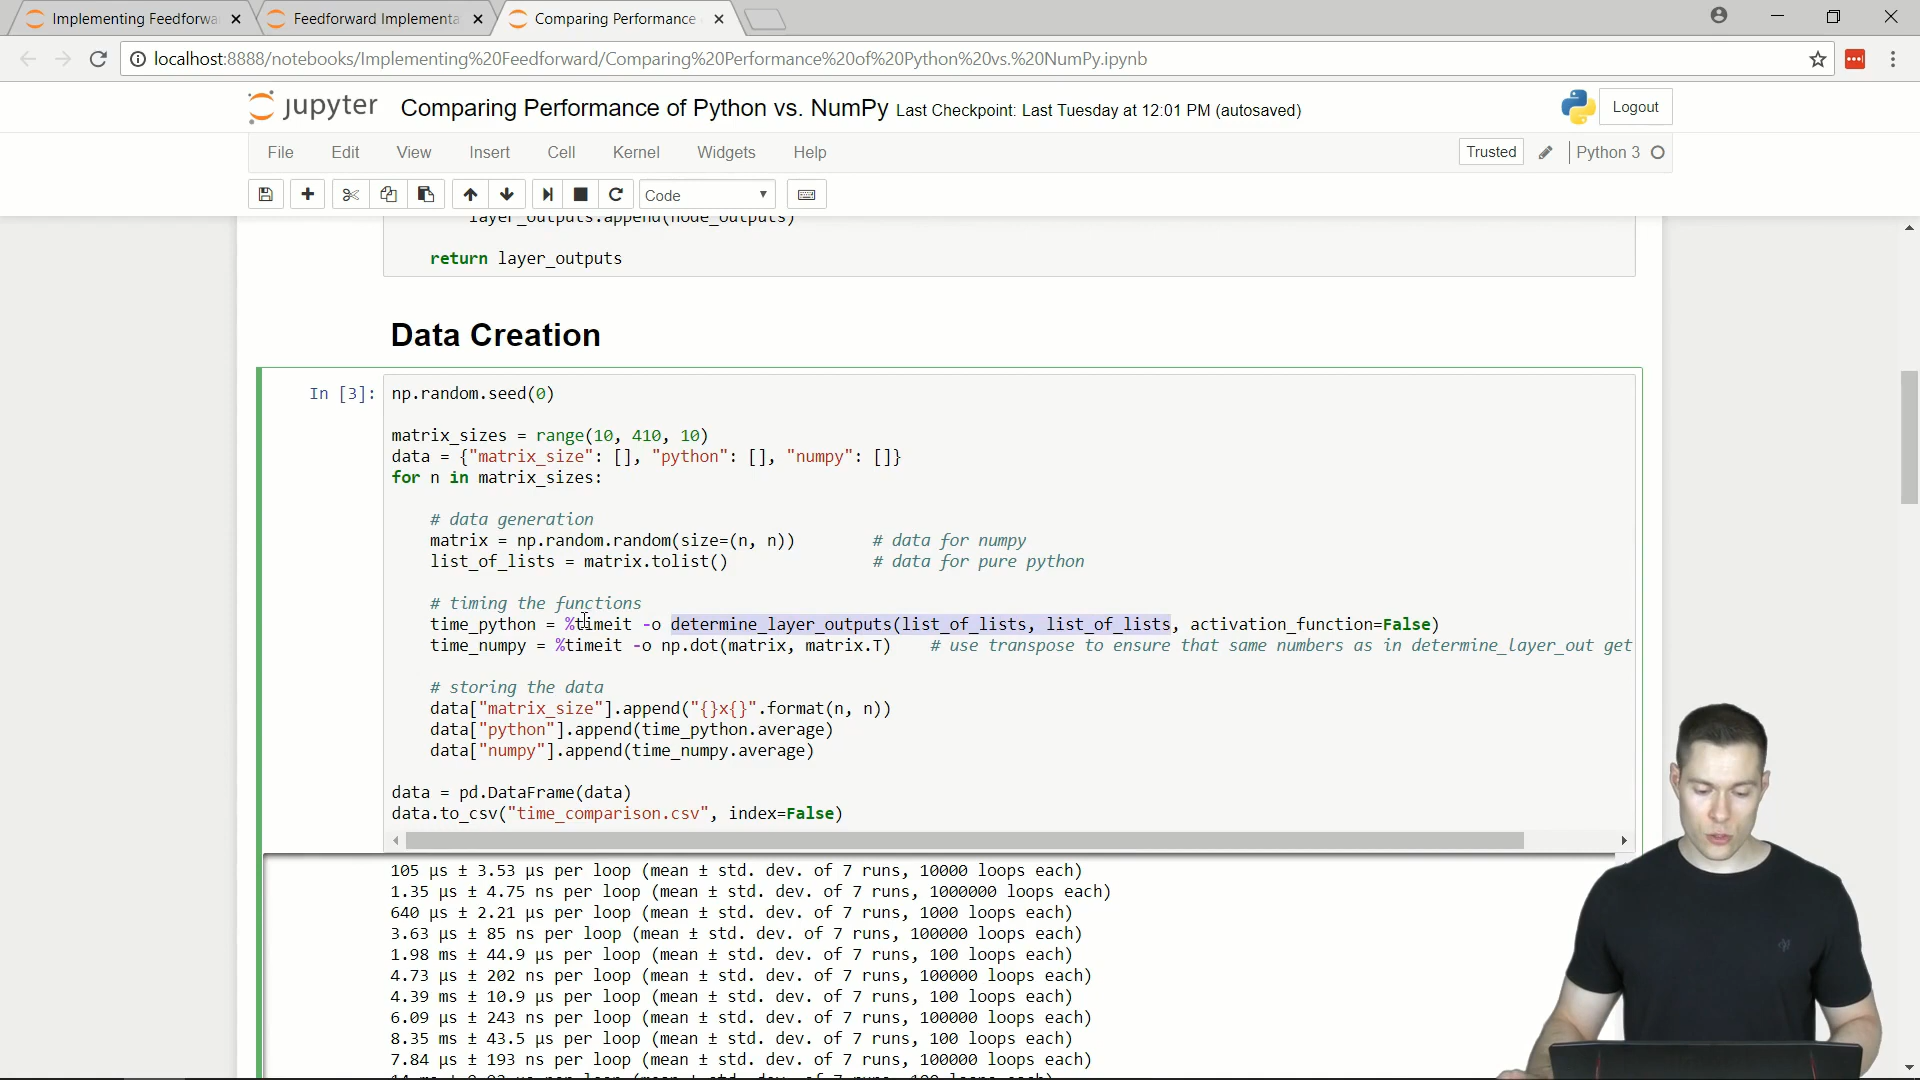 Implementing Feedforwa
Feedforward Implementa
Comparing Performance
localhost:8888/notebooks/Implementing%20Feedforward/Comparing%20Performance%20of%20Python%20vs.%20NumPy.ipynb
jupyter Comparing Performance of Python vs. NumPy Last Checkpoint: Last Tuesday at 12:01 PM (autosaved)
Logout
File Edit View Insert Cell Kernel Widgets Help
Trusted Python 3
Code
layer_outputs.append(node_outputs)
return layer_outputs
Data Creation
In [3]: np.random.seed(0)
matrix_sizes = range(10, 410, 10)
data = {"matrix_size": [], "python": [], "numpy": []}
for n in matrix_sizes:
# data generation
matrix = np.random.random(size=(n, n)) # data for numpy
list_of_lists = matrix.tolist() # data for pure python
# timing the functions
time_python = %timeit -o determine_layer_outputs(list_of_lists, list_of_lists, activation_function=False)
time_numpy = %timeit -o np.dot(matrix, matrix.T) # use transpose to ensure that same numbers as in determine_layer_out get
# storing the data
data["matrix_size"].append("{}x{}".format(n, n))
data["python"].append(time_python.average)
data["numpy"].append(time_numpy.average)
data = pd.DataFrame(data)
data.to_csv("time_comparison.csv", index=False)
105 µs ± 3.53 µs per loop (mean ± std. dev. of 7 runs, 10000 loops each)
1.35 µs ± 4.75 ns per loop (mean ± std. dev. of 7 runs, 1000000 loops each)
640 µs ± 2.21 µs per loop (mean ± std. dev. of 7 runs, 1000 loops each)
3.63 µs ± 85 ns per loop (mean ± std. dev. of 7 runs, 100000 loops each)
1.98 ms ± 44.9 µs per loop (mean ± std. dev. of 7 runs, 100 loops each)
4.73 µs ± 202 ns per loop (mean ± std. dev. of 7 runs, 100000 loops each)
4.39 ms ± 10.9 µs per loop (mean ± std. dev. of 7 runs, 100 loops each)
6.09 µs ± 243 ns per loop (mean ± std. dev. of 7 runs, 100000 loops each)
8.35 ms ± 43.5 µs per loop (mean ± std. dev. of 7 runs, 100 loops each)
7.84 µs ± 193 ns per loop (mean ± std. dev. of 7 runs, 100000 loops each)